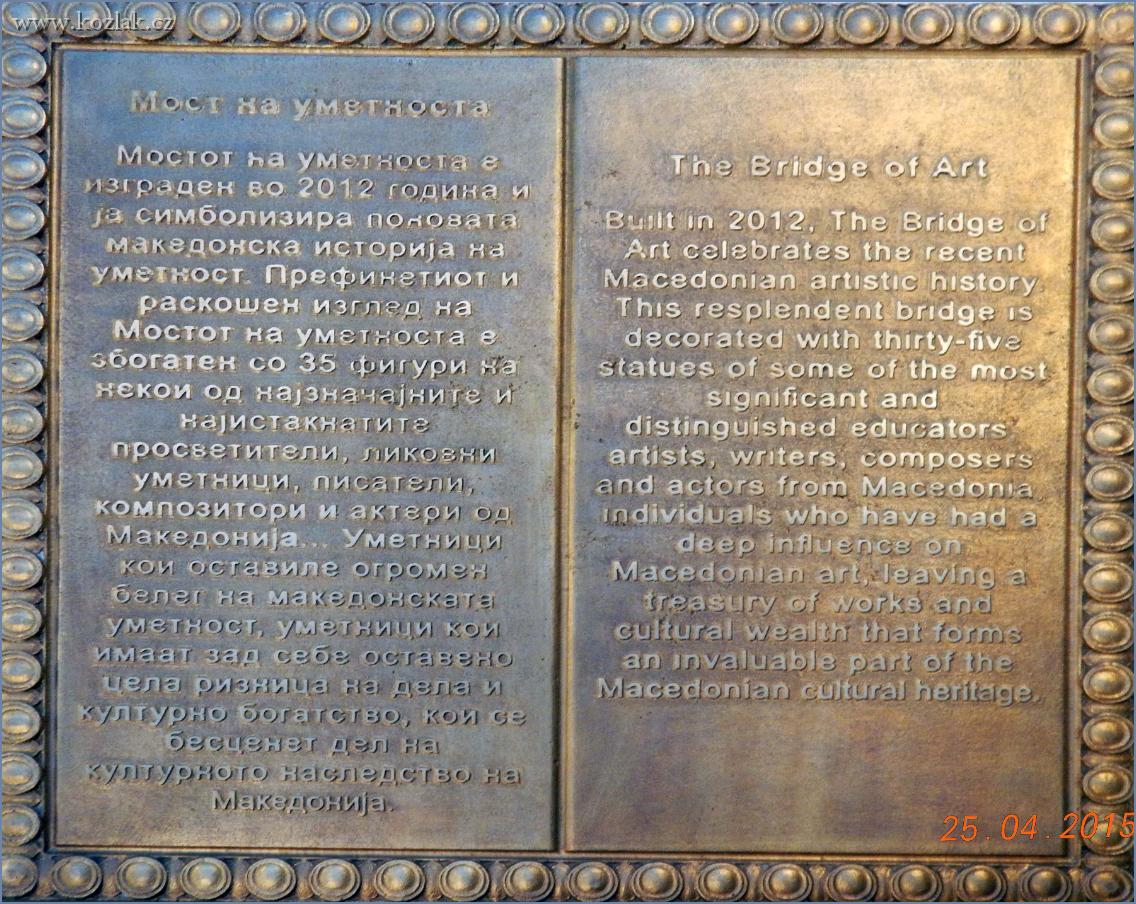 www.kozlak.cz
Мост на уметноста
Мостот на уметноста е
изграден во 2012 година и
ја симболизира поновата
македонска историја на
уметност. Префинетиот и
раскошен изглед на
Мостот на уметноста е
збогатен со 35 фигури на
некои од најзначајните и
најистакнатите
просветители, ликовни
уметници, писатели,
композитори и актери од
Македонија... Уметници
кои оставиле огромен
белег на македонската
уметност, уметници кои
имаат зад себе оставено
цела ризница на дела и
културно богатство, кои се
бесценет дел на
културното наследство на
Македонија.
The Bridge of Art
Built in 2012, The Bridge of
Art celebrates the recent
Macedonian artistic history.
This resplendent bridge is
decorated with thirty-five
statues of some of the most
significant and
distinguished educators,
artists, writers, composers
and actors from Macedonia,
individuals who have had a
deep influence on
Macedonian art, leaving a
treasury of works and
cultural wealth that forms
an invaluable part of the
Macedonian cultural heritage.
25.04.2015